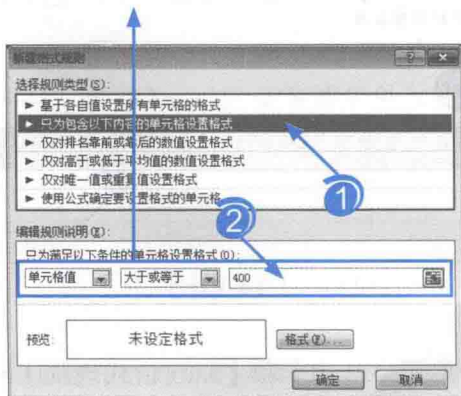 新建格式规则
选择规则类型(S):
► 基于各自值设置所有单元格的格式
► 只为包含以下内容的单元格设置格式
► 仅对排名靠前或靠后的数值设置格式
► 仅对高于或低于平均值的数值设置格式
► 仅对唯一值或重复值设置格式
► 使用公式确定要设置格式的单元格
1
编辑规则说明(E):
2
只为满足以下条件的单元格设置格式(O):
单元格值 大于或等于 400
预览: 未设定格式 格式(F)...
确定 取消